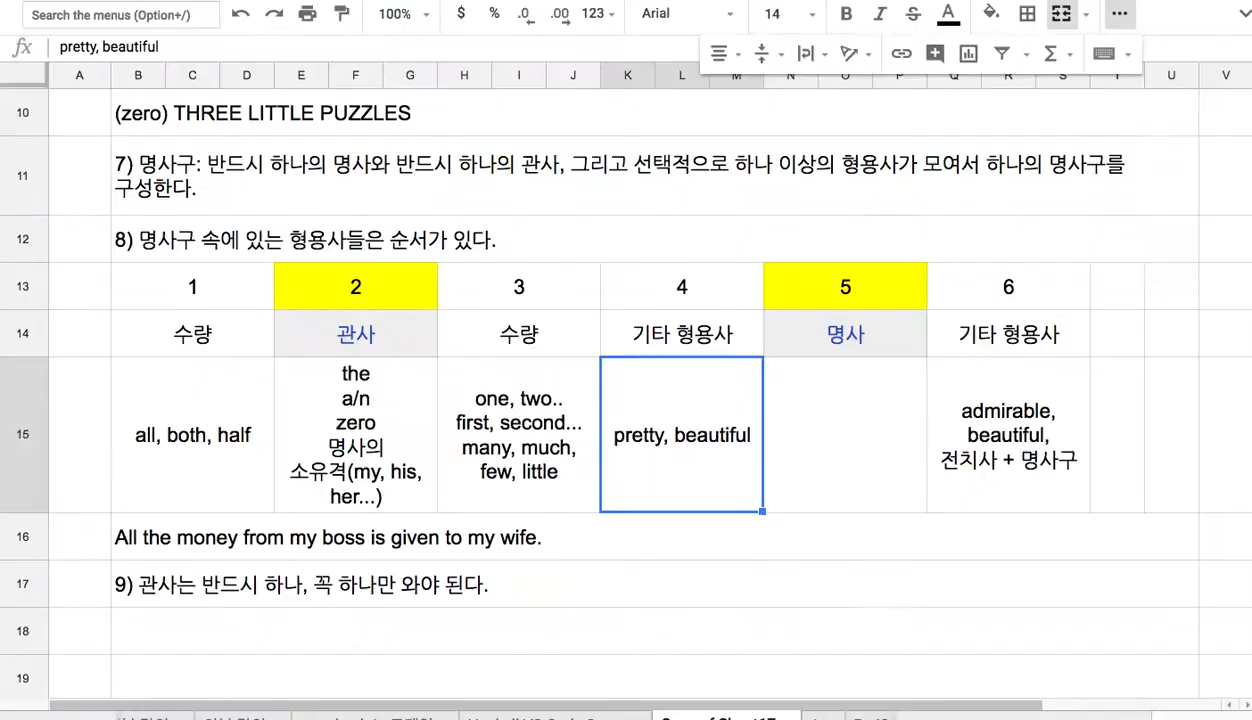 Search the menus (Option+/)
100%
$ % .0 .00 123
Arial
14
B I S A
fx pretty, beautiful
A B C D E F G H I J K L M N O P Q R S T U V
10 (zero) THREE LITTLE PUZZLES
11 7) 명사구: 반드시 하나의 명사와 반드시 하나의 관사, 그리고 선택적으로 하나 이상의 형용사가 모여서 하나의 명사구를
구성한다.
12 8) 명사구 속에 있는 형용사들은 순서가 있다.
13 1 2 3 4 5 6
14 수량 관사 수량 기타 형용사 명사 기타 형용사
15
all, both, half
the
a/n
zero
명사의
소유격(my, his,
her...)
one, two..
first, second...
many, much,
few, little
pretty, beautiful
admirable,
beautiful,
전치사 + 명사구
16 All the money from my boss is given to my wife.
17 9) 관사는 반드시 하나, 꼭 하나만 와야 된다.
18
19